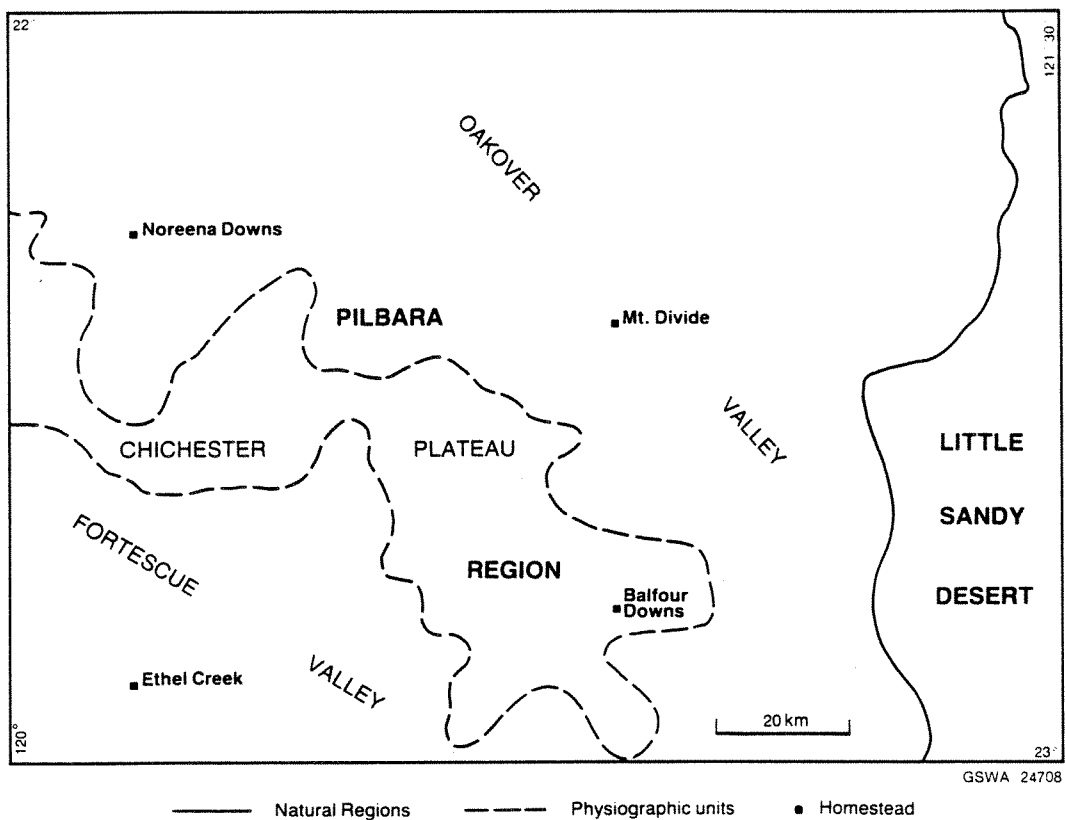 22°
121 30
OAKOVER
Noreena Downs
PILBARA
Mt. Divide
VALLEY
CHICHESTER
PLATEAU
LITTLE
SANDY
DESERT
FORTESCUE
REGION
Balfour
Downs
Ethel Creek
VALLEY
20 km
120°
23°
GSWA 24708
Natural Regions
Physiographic units
Homestead